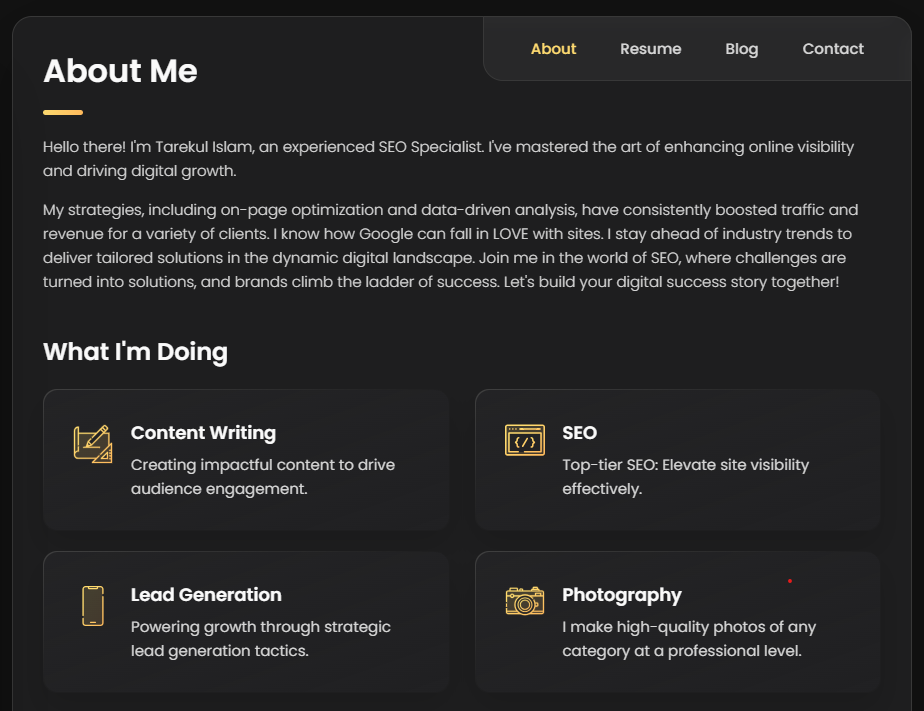 About Resume Blog Contact
About Me
Hello there! I'm Tarekul Islam, an experienced SEO Specialist. I've mastered the art of enhancing online visibility
and driving digital growth.
My strategies, including on-page optimization and data-driven analysis, have consistently boosted traffic and
revenue for a variety of clients. I know how Google can fall in LOVE with sites. I stay ahead of industry trends to
deliver tailored solutions in the dynamic digital landscape. Join me in the world of SEO, where challenges are
turned into solutions, and brands climb the ladder of success. Let's build your digital success story together!
What I'm Doing
Content Writing
Creating impactful content to drive
audience engagement.
SEO
Top-tier SEO: Elevate site visibility
effectively.
Lead Generation
Powering growth through strategic
lead generation tactics.
Photography
I make high-quality photos of any
category at a professional level.